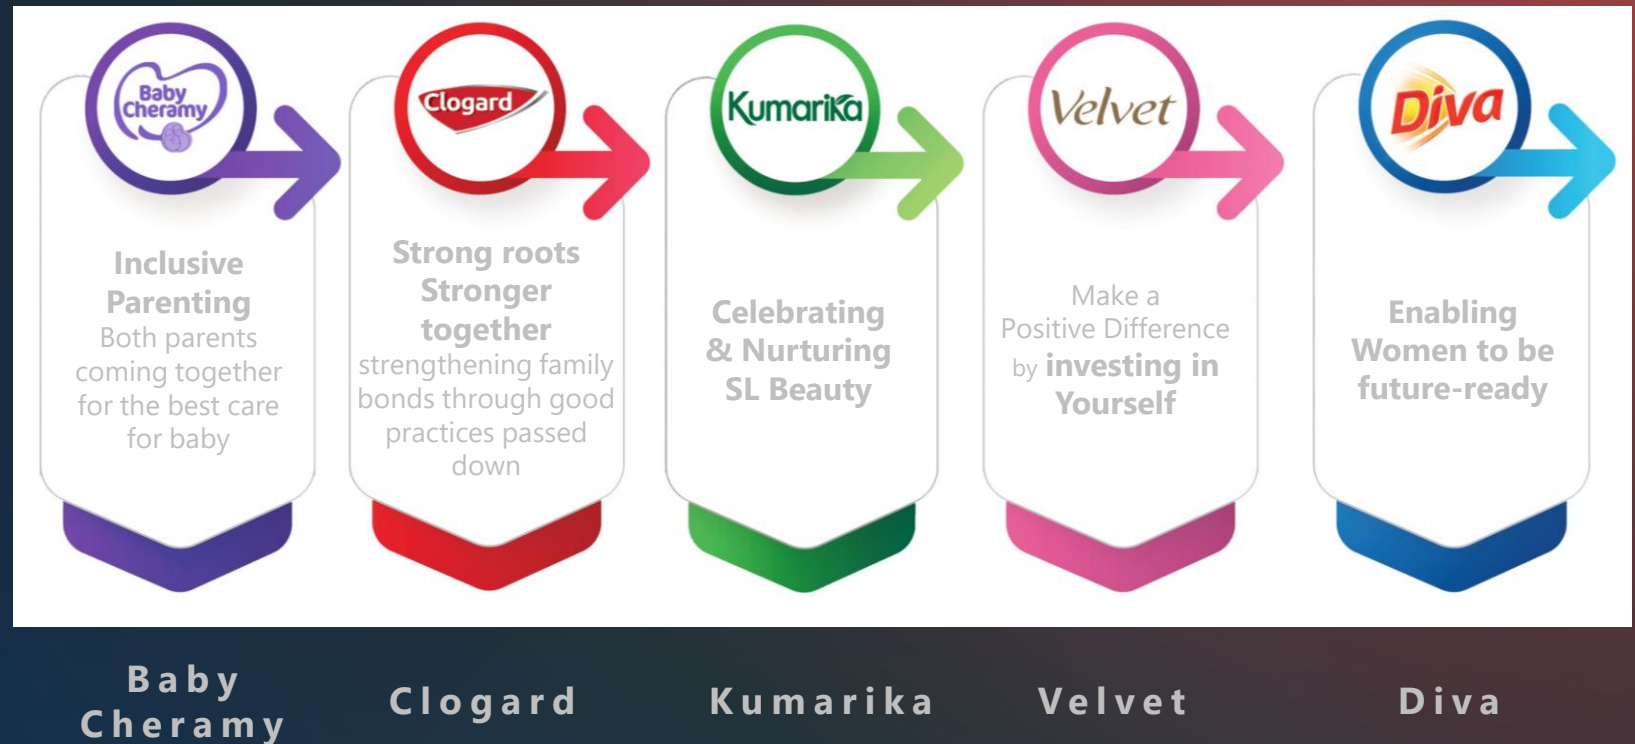 Baby
Cheramy
Inclusive
Parenting
Both parents
coming together
for the best care
for baby
Clogard
Strong roots
Stronger
together
strengthening family
bonds through good
practices passed
down
Kumarika
Celebrating
& Nurturing
SL Beauty
Velvet
Make a
Positive Difference
by investing in
Yourself
Diva
Enabling
Women to be
future-ready
Baby
Cheramy
Clogard
Kumarika
Velvet
Diva